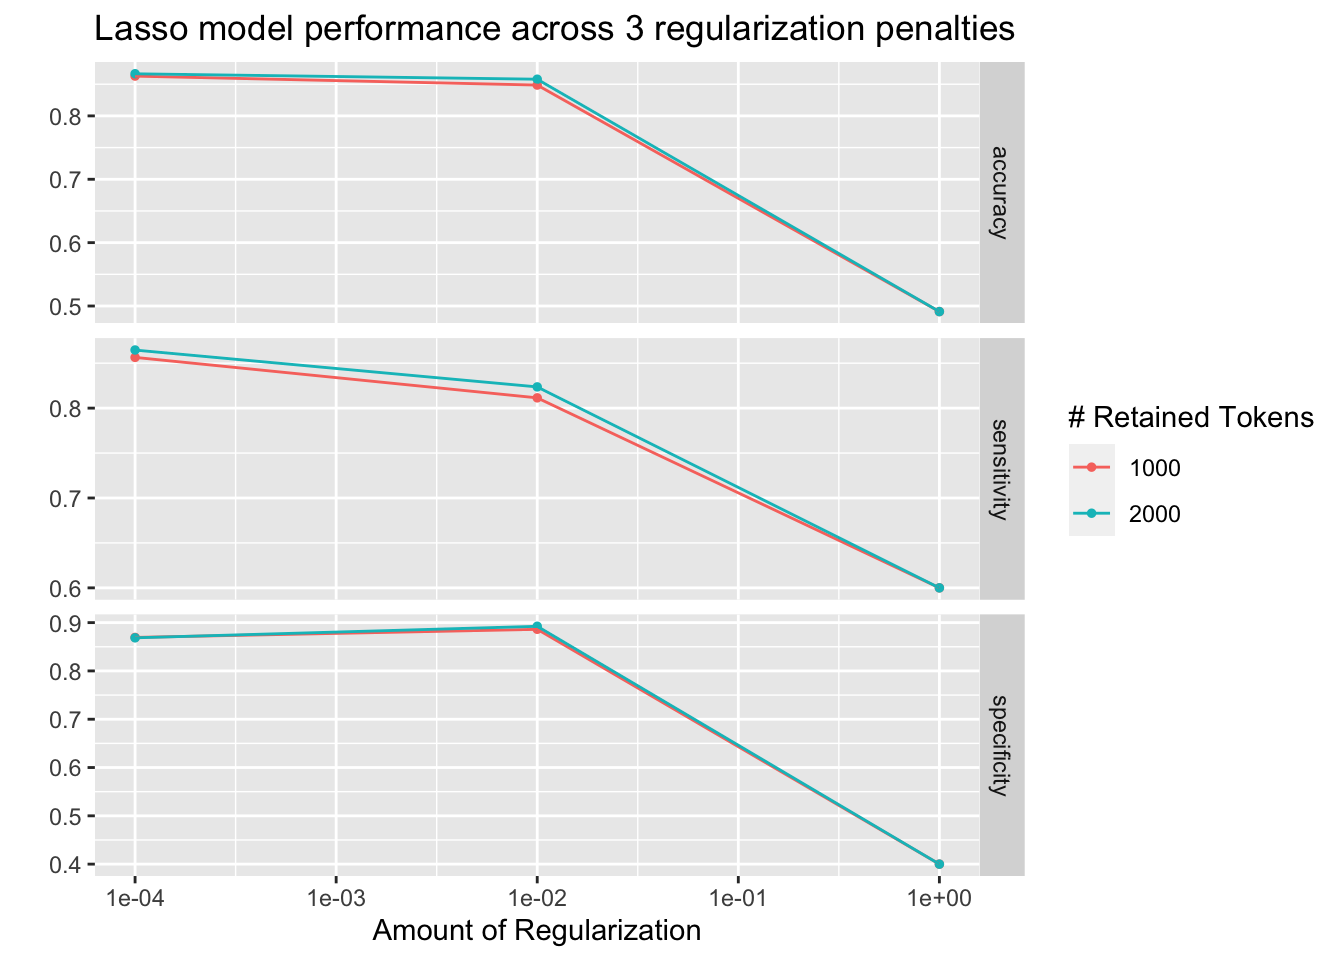 Lasso model performance across 3 regularization penalties
0.8
0.7
0.6
0.5
accuracy
0.8
0.7
0.6
sensitivity
0.9
0.8
0.7
0.6
0.5
0.4
specificity
1e-04 1e-03 1e-02 1e-01 1e+00
Amount of Regularization
# Retained Tokens
1000
2000